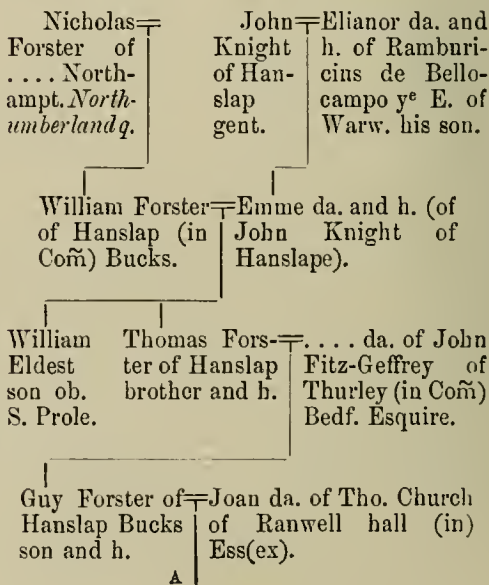 Nicholas
Forster of
. . . . North-
ampt. North-
umberland q.
John
Knight
of Han-
slap
gent.
Elianor da. and
h. of Ramburi-
cins de Bello-
campo yᵉ E. of
Warw. his son.
William Forster
of Hanslap (in
Com̃) Bucks.
Emme da. and h. (of
John Knight of
Hanslape).
William
Eldest
son ob.
S. Prole.
Thomas Fors-
ter of Hanslap
brother and h.
. . . . da. of John
Fitz-Geffrey of
Thurley (in Com̃)
Bedf. Esquire.
Guy Forster of
Hanslap Bucks
son and h.
Joan da. of Tho. Church
of Ranwell hall (in)
Ess(ex).
A